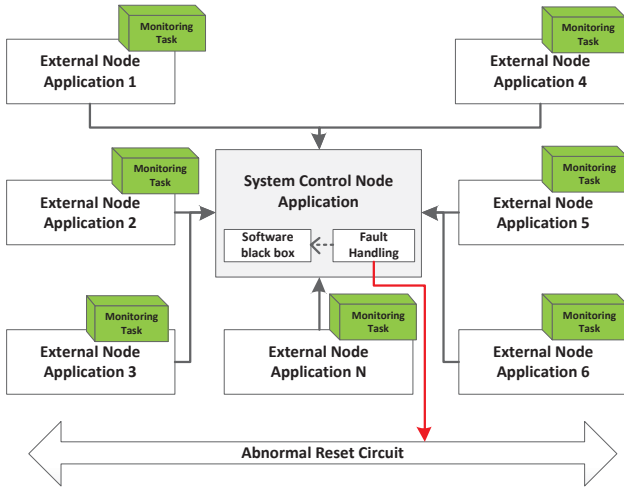 Monitoring
Task
External Node
Application 1
Monitoring
Task
External Node
Application 4
Monitoring
Task
External Node
Application 2
System Control Node
Application
Software
black box
Fault
Handling
Monitoring
Task
External Node
Application 5
Monitoring
Task
External Node
Application 3
Monitoring
Task
External Node
Application N
Monitoring
Task
External Node
Application 6
Abnormal Reset Circuit